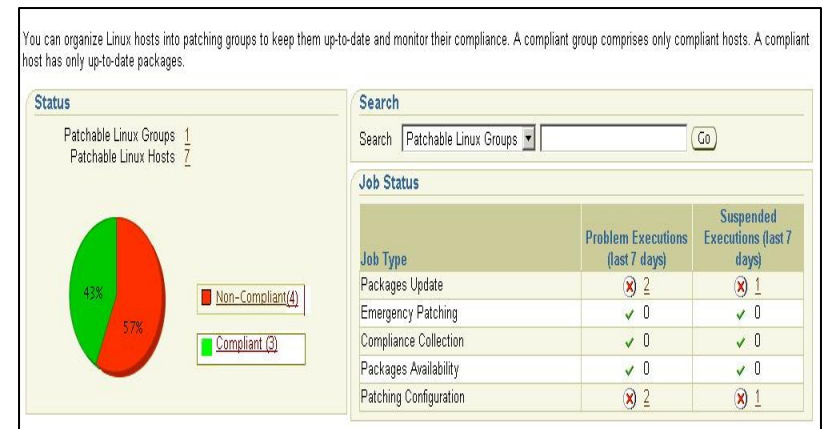 You can organize Linux hosts into patching groups to keep them up-to-date and monitor their compliance. A compliant group comprises only compliant hosts. A compliant
host has only up-to-date packages.
Status
Patchable Linux Groups 1
Patchable Linux Hosts 7
43%
57%
Non-Compliant(4)
Compliant (3)
Search
Search Patchable Linux Groups Go
Job Status
Job Type Problem Executions (last 7 days) Suspended Executions (last 7 days)
Packages Update 2 1
Emergency Patching 0 0
Compliance Collection 0 0
Packages Availability 0 0
Patching Configuration 2 1